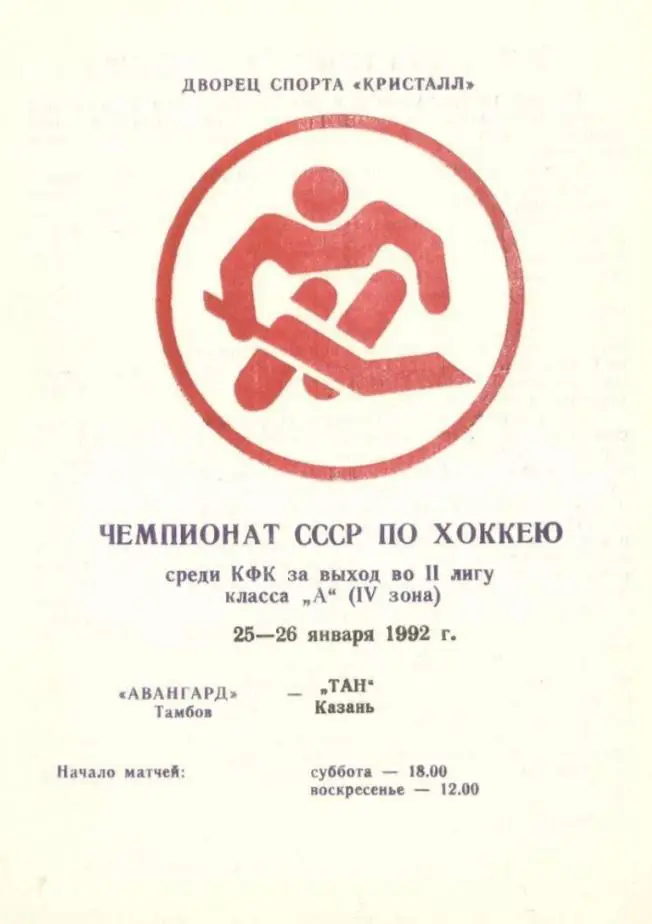 ДВОРЕЦ СПОРТА «КРИСТАЛЛ»
ЧЕМПИОНАТ СССР ПО ХОККЕЮ
среди КФК за выход во II лигу
класса „А“ (IV зона)
25—26 января 1992 г.
«АВАНГАРД» — „ТАН“
Тамбов Казань
Начало матчей: суббота — 18.00
воскресенье — 12.00